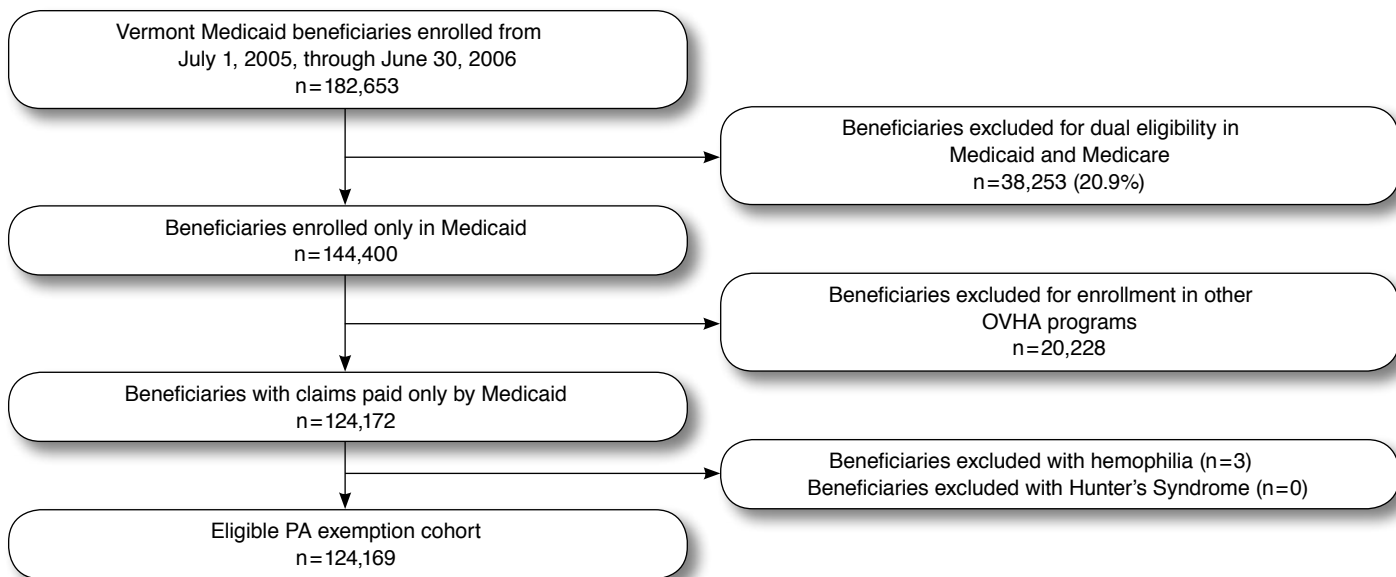 Vermont Medicaid beneficiaries enrolled from
July 1, 2005, through June 30, 2006
n=182,653
Beneficiaries excluded for dual eligibility in
Medicaid and Medicare
n=38,253 (20.9%)
Beneficiaries enrolled only in Medicaid
n=144,400
Beneficiaries excluded for enrollment in other
OVHA programs
n=20,228
Beneficiaries with claims paid only by Medicaid
n=124,172
Beneficiaries excluded with hemophilia (n=3)
Beneficiaries excluded with Hunter's Syndrome (n=0)
Eligible PA exemption cohort
n=124,169